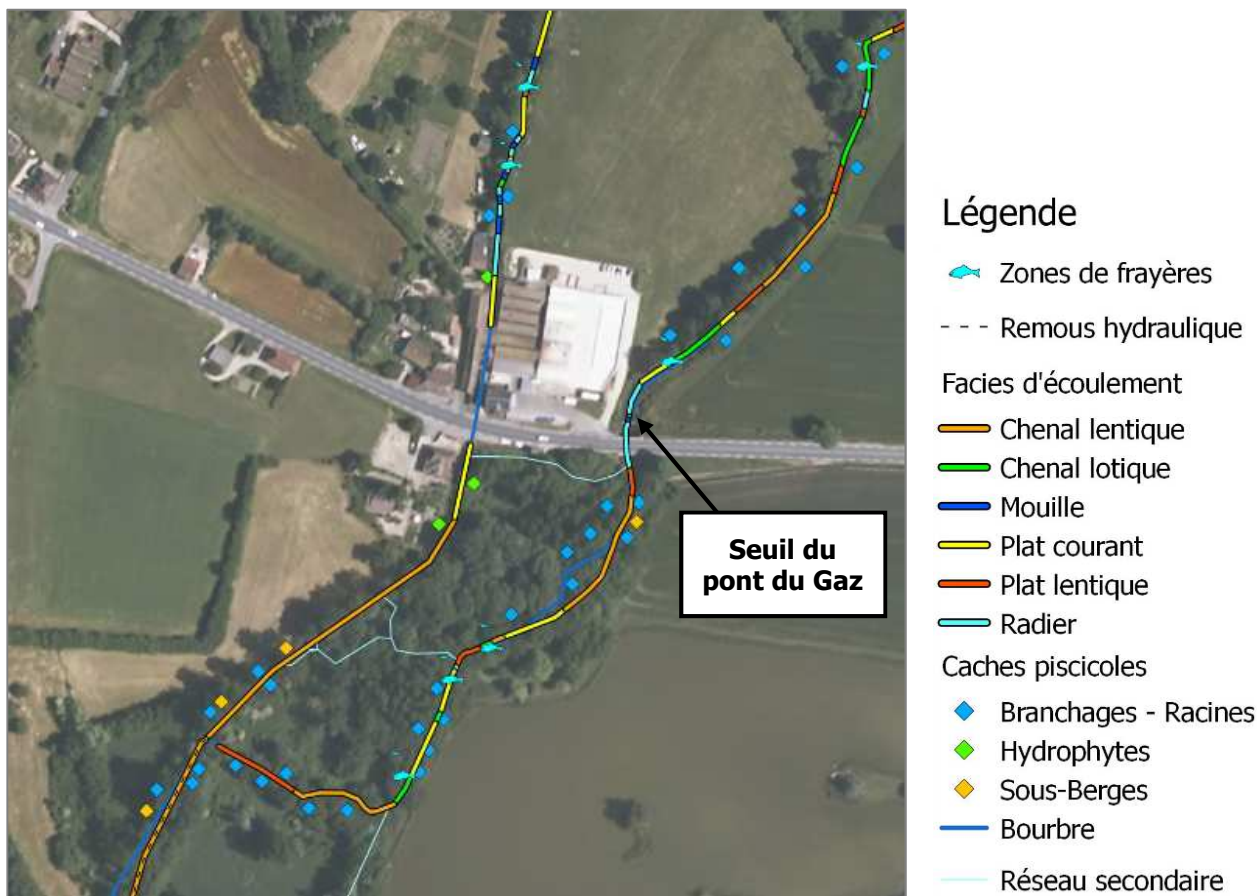 Seuil du
pont du Gaz
Légende
Zones de frayères
Remous hydraulique
Facies d'écoulement
Chenal lentique
Chenal lotique
Mouille
Plat courant
Plat lentique
Radier
Caches piscicoles
Branchages - Racines
Hydrophytes
Sous-Berges
Bourbre
Réseau secondaire